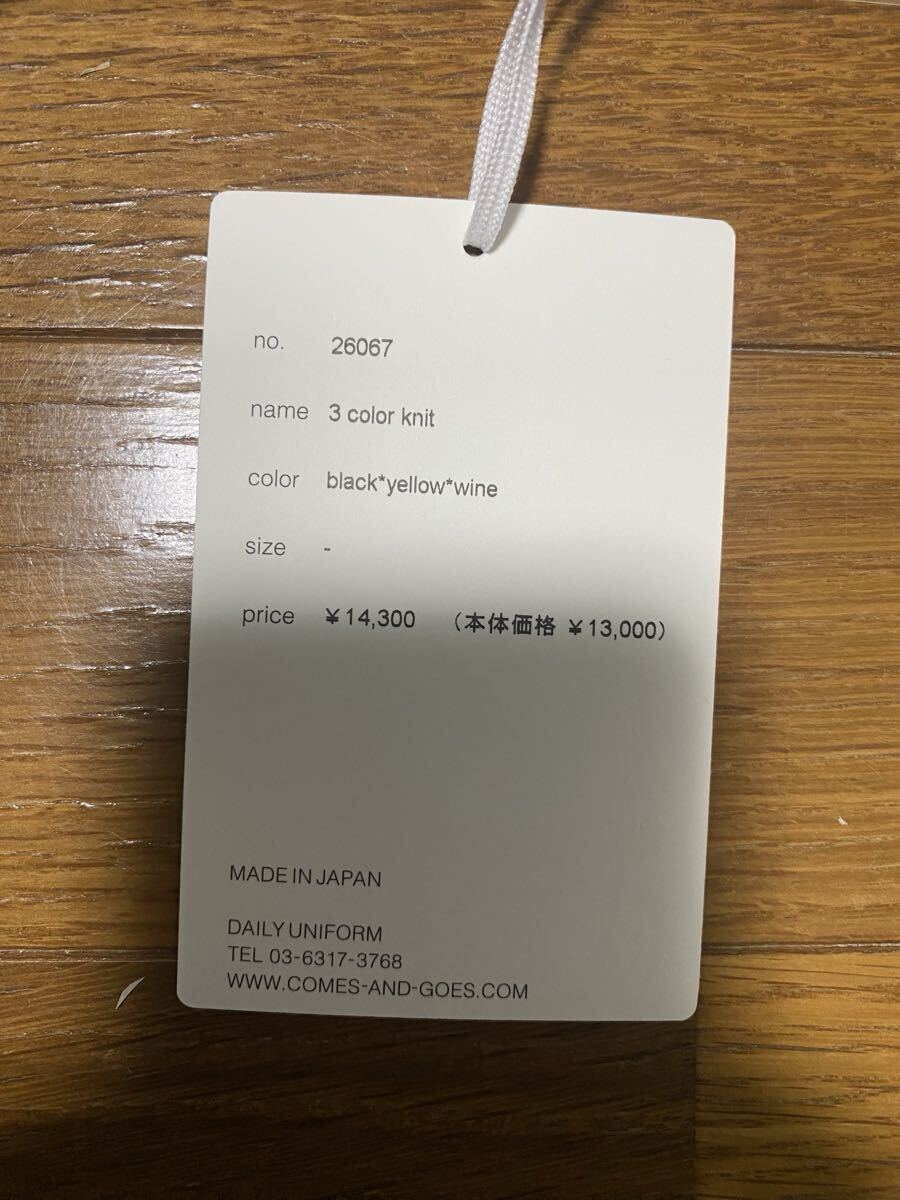 no. 26067
name 3 color knit
color black*yellow*wine
size -
price ¥14,300 (本体価格 ¥13,000)
MADE IN JAPAN
DAILY UNIFORM
TEL 03-6317-3768
WWW.COMES-AND-GOES.COM